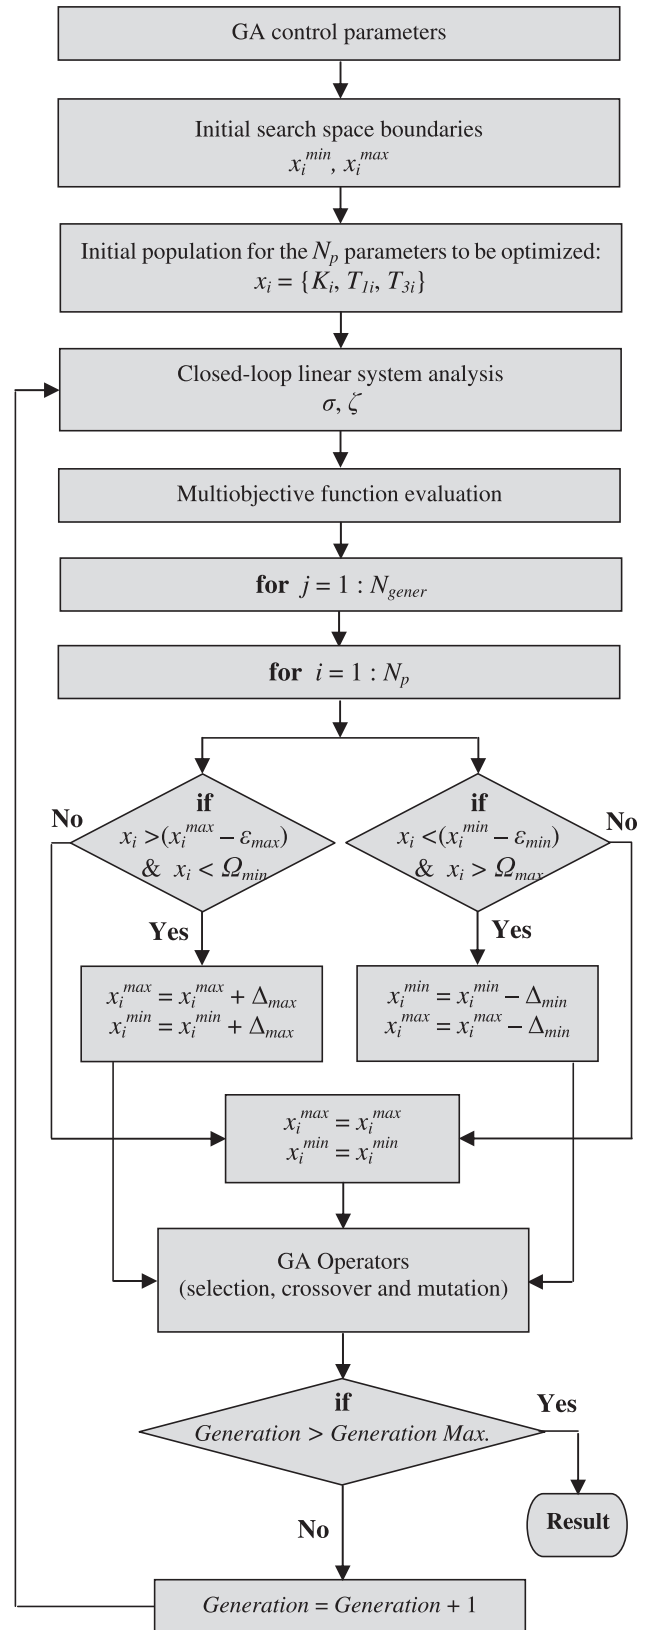 GA control parameters
Initial search space boundaries
x_i^min, x_i^max
Initial population for the N_p parameters to be optimized:
x_i = {K_i, T_1i, T_3i}
Closed-loop linear system analysis
σ, ζ
Multiobjective function evaluation
for j = 1 : N_gener
for i = 1 : N_p
No
if
x_i >(x_i^max – ε_max)
& x_i < Ω_min
Yes
if
x_i <(x_i^min – ε_min)
& x_i > Ω_max
No
Yes
x_i^max = x_i^max + Δ_max
x_i^min = x_i^min + Δ_max
x_i^min = x_i^min – Δ_min
x_i^max = x_i^max – Δ_min
x_i^max = x_i^max
x_i^min = x_i^min
GA Operators
(selection, crossover and mutation)
if
Generation > Generation Max.
Yes
Result
No
Generation = Generation + 1